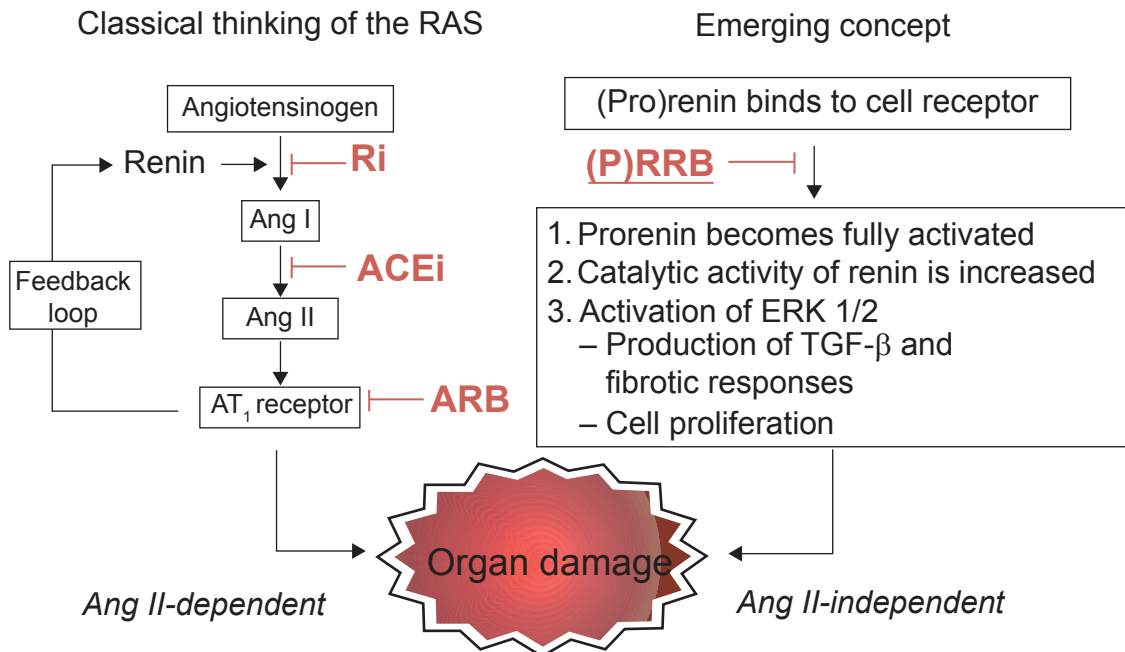 Classical thinking of the RAS
Angiotensinogen
Renin
Ri
Ang I
ACEi
Feedback
loop
Ang II
AT₁ receptor
ARB
Ang II-dependent
Emerging concept
(Pro)renin binds to cell receptor
(P)RRB
1. Prorenin becomes fully activated
2. Catalytic activity of renin is increased
3. Activation of ERK 1/2
– Production of TGF-β and
fibrotic responses
– Cell proliferation
Organ damage
Ang II-independent